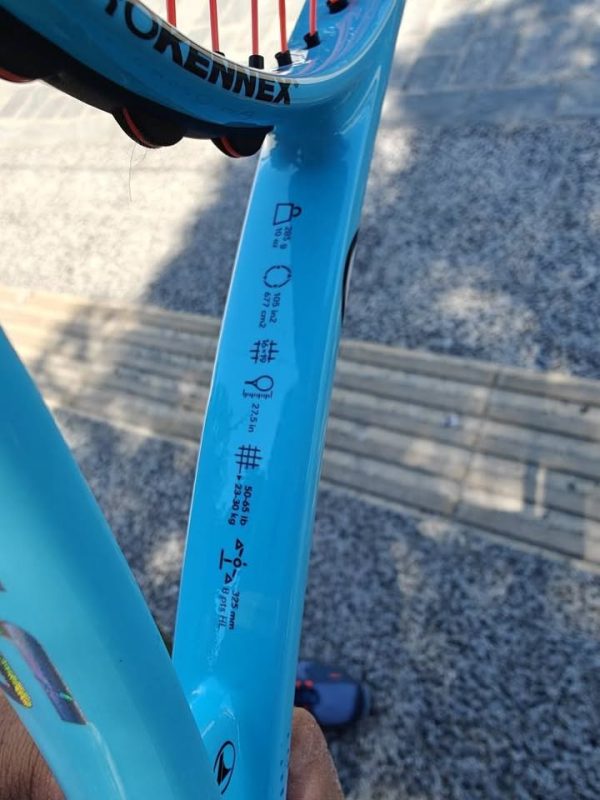 YOKENNEX
285 g
10 oz
105 in2
677 cm2
16×19
27,5 in
50-65 lb
23-30 kg
325 mm
8 pts HL